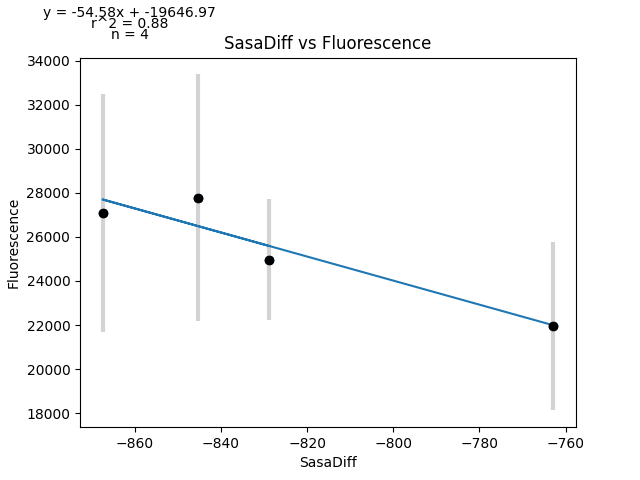 y = -54.58x + -19646.97
r^2 = 0.88
n = 4
SasaDiff vs Fluorescence
34000
32000
30000
28000
26000
24000
22000
20000
18000
Fluorescence
−860 −840 −820 −800 −780 −760
SasaDiff